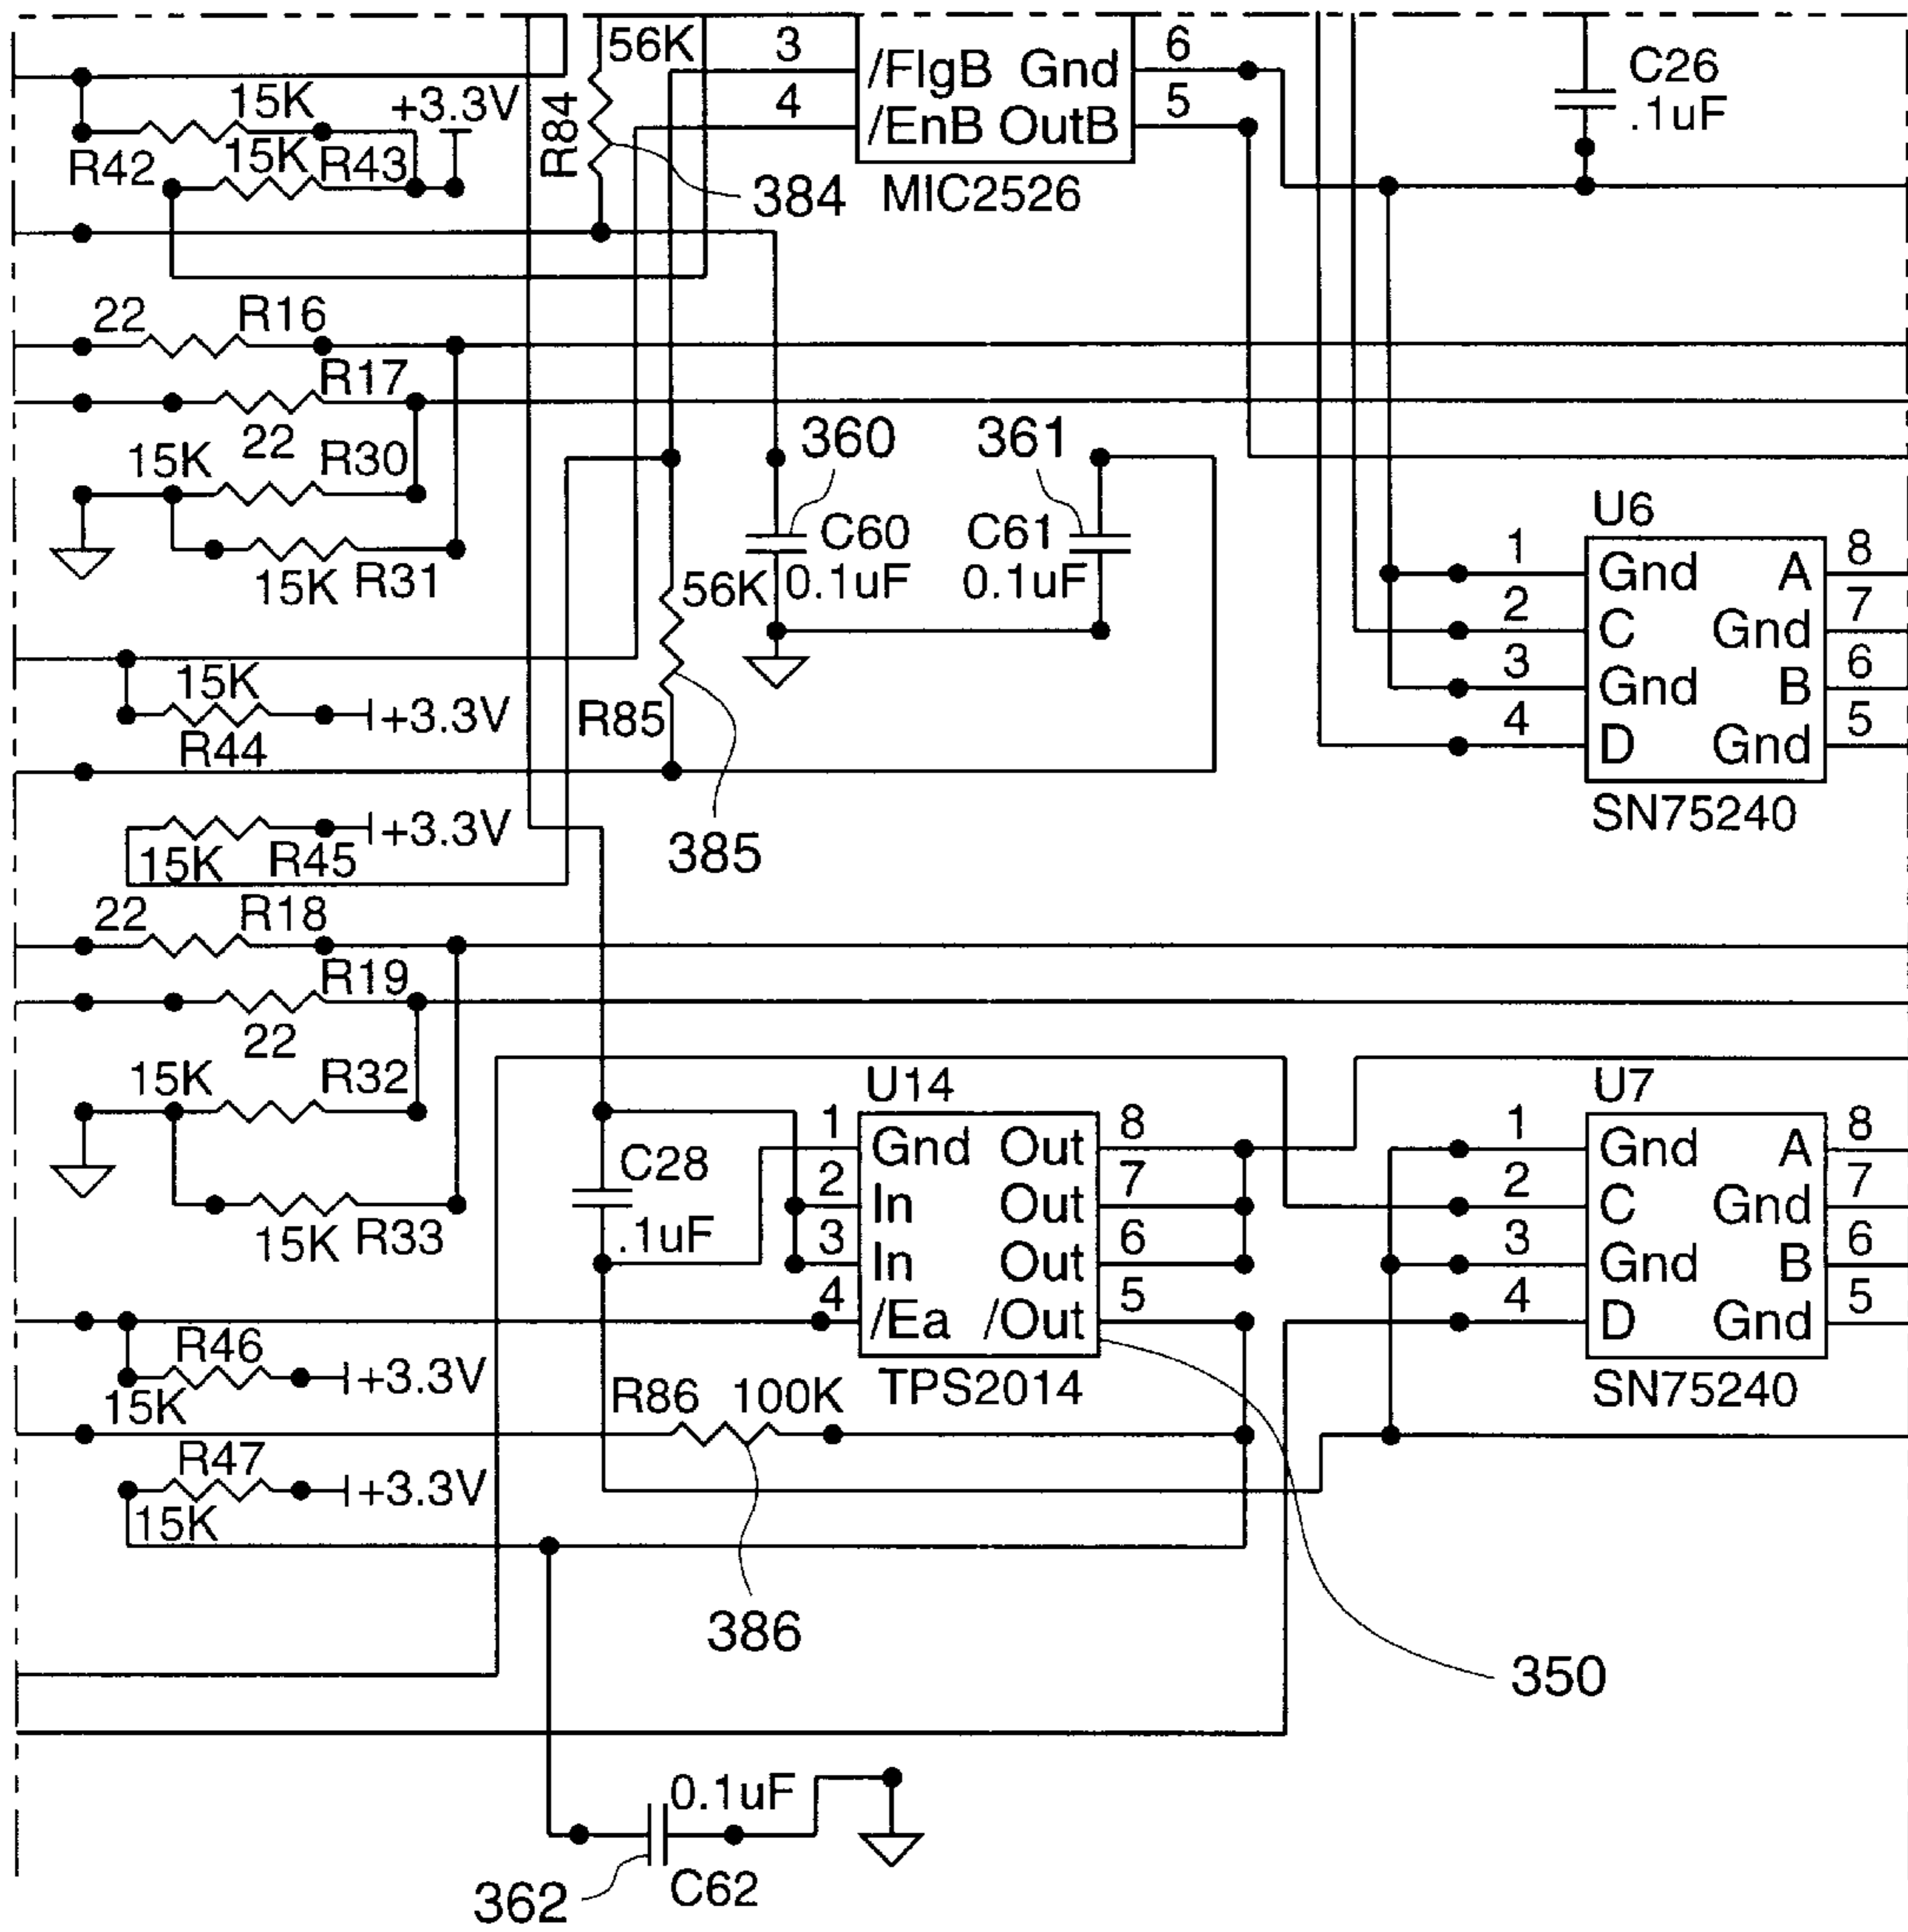 56K
3
/FlgB Gnd
6
C26
.1uF
15K
+3.3V
R84
4
/EnB OutB
5
R42
15K
R43
384
MIC2526
22
R16
R17
22
15K
R30
15K
R31
360
361
C60
0.1uF
C61
0.1uF
56K
U6
1
Gnd A
8
2
C Gnd
7
3
Gnd B
6
4
D Gnd
5
SN75240
15K
+3.3V
R44
R85
385
+3.3V
15K
R45
22
R18
R19
22
15K
R32
15K
R33
U14
1
Gnd Out
8
2
In Out
7
3
In Out
6
4
/Ea /Out
5
TPS2014
C28
.1uF
U7
1
Gnd A
8
2
C Gnd
7
3
Gnd B
6
4
D Gnd
5
SN75240
R46
+3.3V
15K
R86 100K
R47
+3.3V
15K
386
350
0.1uF
362
C62